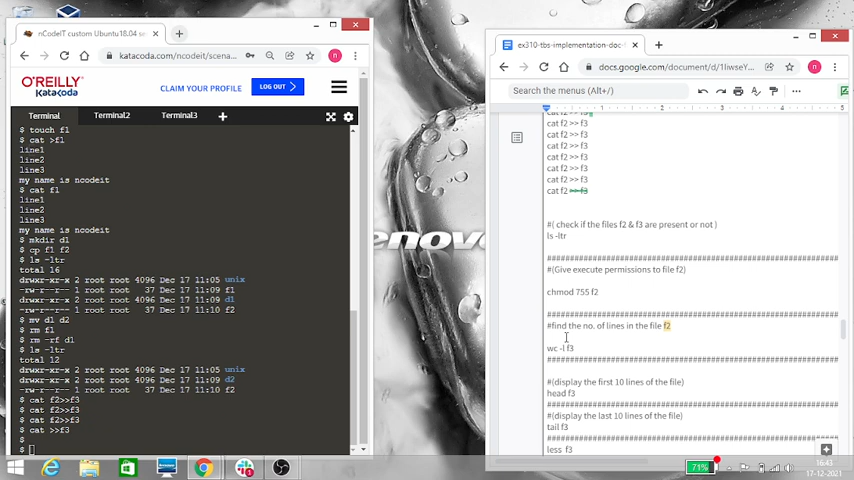 nCodeIT custom Ubuntu18.04 se
katacoda.com/ncodeit/scena
n
O'REILLY
Katakoda
CLAIM YOUR PROFILE
LOG OUT
Terminal
Terminal2
Terminal3
$ touch f1
$ cat >f1
line1
line2
line3
my name is ncodeit
$ cat f1
line1
line2
line3
my name is ncodeit
$ mkdir d1
$ cp f1 f2
$ ls -ltr
total 16
drwxr-xr-x 2 root root 4096 Dec 17 11:05 unix
-rw-r--r-- 1 root root 37 Dec 17 11:09 f1
drwxr-xr-x 2 root root 4096 Dec 17 11:09 d1
-rw-r--r-- 1 root root 37 Dec 17 11:10 f2
$ mv d1 d2
$ rm f1
$ rm -rf d1
$ ls -ltr
total 12
drwxr-xr-x 2 root root 4096 Dec 17 11:05 unix
drwxr-xr-x 2 root root 4096 Dec 17 11:09 d2
-rw-r--r-- 1 root root 37 Dec 17 11:10 f2
$ cat f2>>f3
$ cat f2>>f3
$ cat f2>>f3
$ cat >>f3
$
$
enovo
ex310-tbs-implementation-doc-
docs.google.com/document/d/1IiwseY
n
Search the menus (Alt+/)
1
2
3
4
5
cat f2 >> f3
cat f2 >> f3
cat f2 >> f3
cat f2 >> f3
cat f2 >> f3
cat f2 >> f3
cat f2 >> f3
cat f2 >> f3
#( check if the files f2 & f3 are present or not )
ls -ltr
############################################################
#(Give execute permissions to file f2)
chmod 755 f2
############################################################
#find the no. of lines in the file f2
wc -l f3
############################################################
#(display the first 10 lines of the file)
head f3
############################################################
#(display the last 10 lines of the file)
tail f3
############################################################
less f3
71%
16:43
17-12-2021